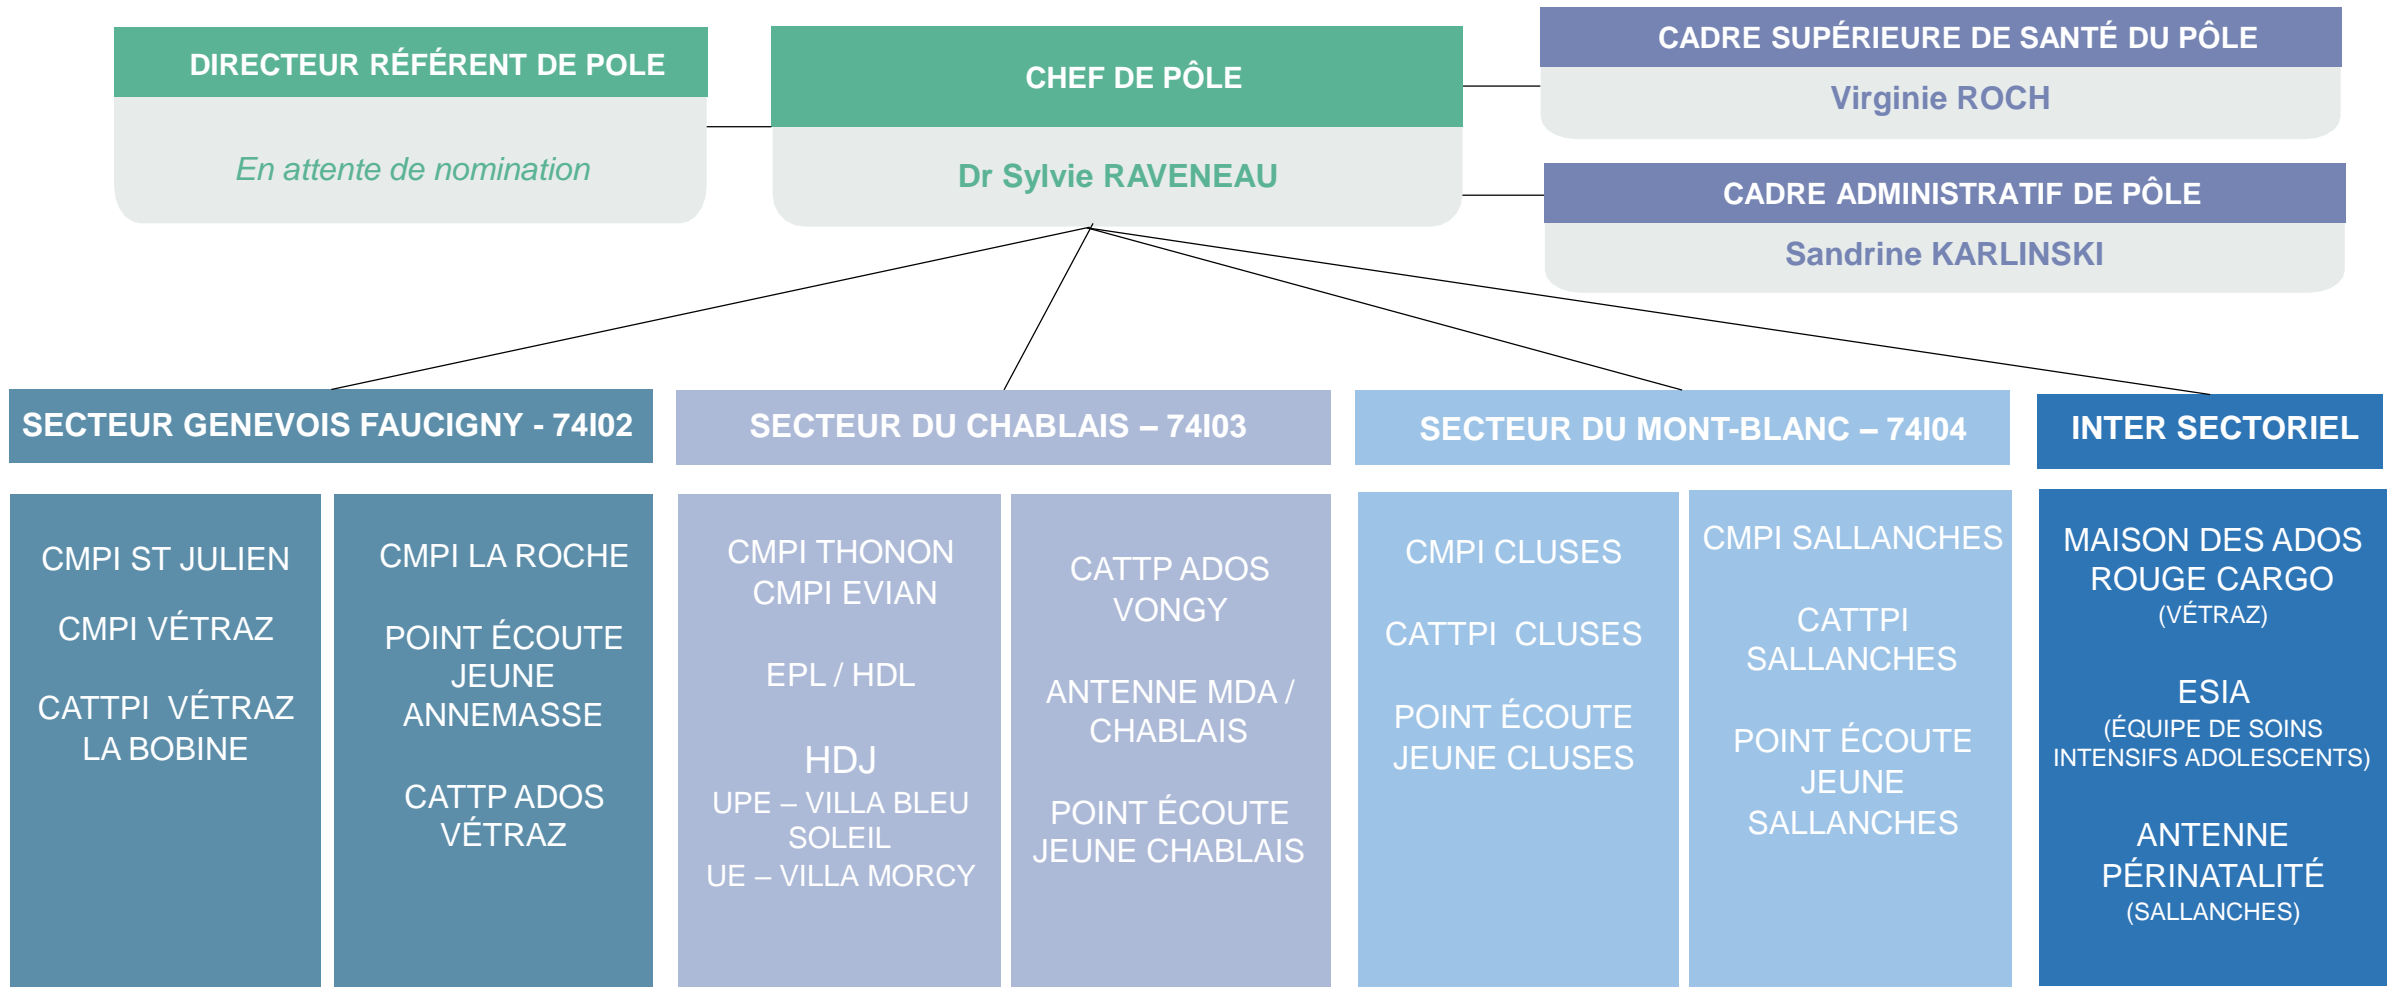 DIRECTEUR RÉFÉRENT DE POLE
En attente de nomination
CHEF DE PÔLE
Dr Sylvie RAVENEAU
CADRE SUPÉRIEURE DE SANTÉ DU PÔLE
Virginie ROCH
CADRE ADMINISTRATIF DE PÔLE
Sandrine KARLINSKI
SECTEUR GENEVOIS FAUCIGNY - 74I02
CMPI ST JULIEN
CMPI VÉTRAZ
CATTPI VÉTRAZ
LA BOBINE
CMPI LA ROCHE
POINT ÉCOUTE
JEUNE
ANNEMASSE
CATTP ADOS
VÉTRAZ
SECTEUR DU CHABLAIS – 74I03
CMPI THONON
CMPI EVIAN
EPL / HDL
HDJ
UPE – VILLA BLEU
SOLEIL
UE – VILLA MORCY
CATTP ADOS
VONGY
ANTENNE MDA /
CHABLAIS
POINT ÉCOUTE
JEUNE CHABLAIS
SECTEUR DU MONT-BLANC – 74I04
CMPI CLUSES
CATTPI CLUSES
POINT ÉCOUTE
JEUNE CLUSES
CMPI SALLANCHES
CATTPI
SALLANCHES
POINT ÉCOUTE
JEUNE
SALLANCHES
INTER SECTORIEL
MAISON DES ADOS
ROUGE CARGO
(VÉTRAZ)
ESIA
(ÉQUIPE DE SOINS
INTENSIFS ADOLESCENTS)
ANTENNE
PÉRINATALITÉ
(SALLANCHES)